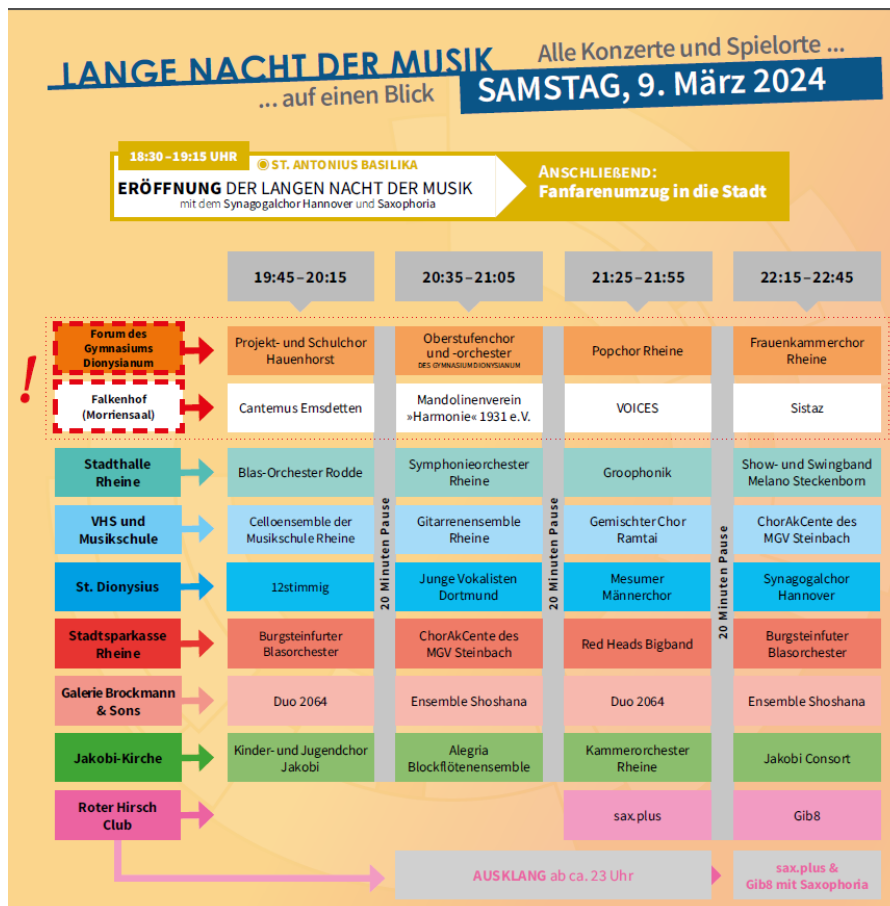 LANGE NACHT DER MUSIK
Alle Konzerte und Spielorte ...
... auf einen Blick
SAMSTAG, 9. März 2024
18:30–19:15 UHR
ST. ANTONIUS BASILIKA
ERÖFFNUNG DER LANGEN NACHT DER MUSIK
mit dem Synagogalchor Hannover und Saxophoria
ANSCHLIEßEND:
Fanfarenumzug in die Stadt
19:45–20:15
20:35–21:05
21:25–21:55
22:15–22:45
!
Forum des
Gymnasiums
Dionysianum
Projekt- und Schulchor
Hauenhorst
Oberstufenchor
und -orchester
DES GYMNASIUM DIONYSIANUM
Popchor Rheine
Frauenkammerchor
Rheine
Falkenhof
(Morriensaal)
Cantemus Emsdetten
Mandolinenverein
»Harmonie« 1931 e.V.
VOICES
Sistaz
Stadthalle
Rheine
Blas-Orchester Rodde
Symphonieorchester
Rheine
Groophonik
Show- und Swingband
Melano Steckenborn
VHS und
Musikschule
Celloensemble der
Musikschule Rheine
Gitarrenensemble
Rheine
Gemischter Chor
Ramtai
ChorAkCente des
MGV Steinbach
St. Dionysius
12stimmig
Junge Vokalisten
Dortmund
Mesumer
Männerchor
Synagogalchor
Hannover
Stadtsparkasse
Rheine
Burgsteinfurter
Blasorchester
ChorAkCente des
MGV Steinbach
Red Heads Bigband
Burgsteinfuter
Blasorchester
Galerie Brockmann
& Sons
Duo 2064
Ensemble Shoshana
Duo 2064
Ensemble Shoshana
Jakobi-Kirche
Kinder- und Jugendchor
Jakobi
Alegria
Blockflötenensemble
Kammerorchester
Rheine
Jakobi Consort
Roter Hirsch
Club
sax.plus
Gib8
20 Minuten Pause
20 Minuten Pause
20 Minuten Pause
AUSKLANG ab ca. 23 Uhr
sax.plus &
Gib8 mit Saxophoria